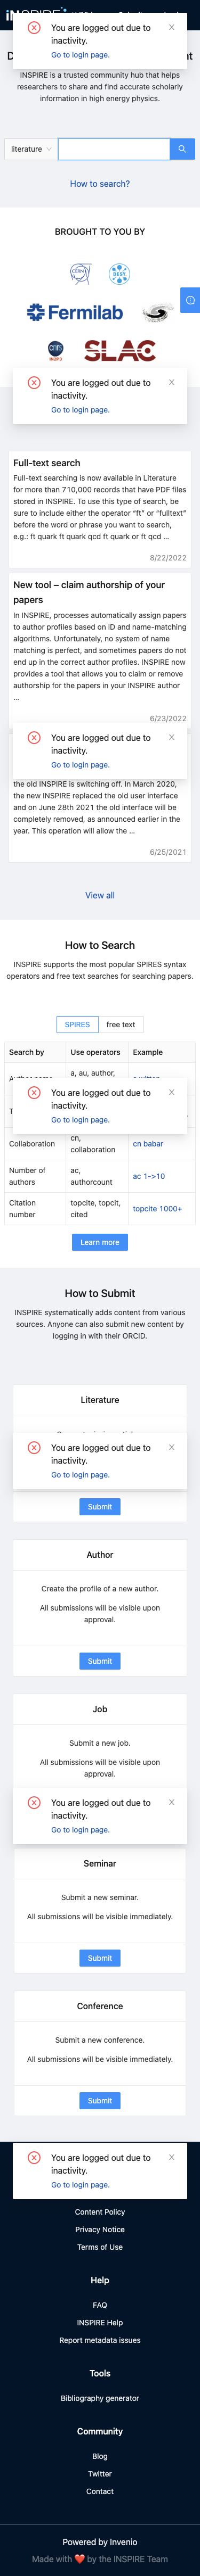 iNSPIRE
You are logged out due to
inactivity.
Go to login page.
INSPIRE is a trusted community hub that helps
researchers to share and find accurate scholarly
information in high energy physics.
literature
How to search?
BROUGHT TO YOU BY
CERN
DESY
Fermilab
IN2P3
SLAC
You are logged out due to
inactivity.
Go to login page.
Full-text search
Full-text searching is now available in Literature
for more than 710,000 records that have PDF files
stored in INSPIRE. To use this type of search, be
sure to include either the operator "ft" or "fulltext"
before the word or phrase you want to search,
e.g.: ft quark ft quark qcd ft quark or ft qcd ...
8/22/2022
New tool – claim authorship of your
papers
In INSPIRE, processes automatically assign papers
to author profiles based on ID and name-matching
algorithms. Unfortunately, no system of name
matching is perfect, and sometimes papers do not
end up in the correct author profiles. INSPIRE now
provides a tool that allows you to claim or remove
authorship for the papers in your INSPIRE author
...
6/23/2022
You are logged out due to
inactivity.
Go to login page.
the old INSPIRE is switching off. In March 2020,
the new INSPIRE replaced the old user interface
and on June 28th 2021 the old interface will be
completely removed, as announced earlier in the
year. This operation will allow the ...
6/25/2021
View all
How to Search
INSPIRE supports the most popular SPIRES syntax
operators and free text searches for searching papers.
SPIRES free text
Search by Use operators Example
a, au, author,
You are logged out due to
inactivity.
Go to login page.
Collaboration cn, collaboration cn babar
Number of authors ac, authorcount ac 1->10
Citation number topcite, topcit, cited topcite 1000+
Learn more
How to Submit
INSPIRE systematically adds content from various
sources. Anyone can also submit new content by
logging in with their ORCID.
Literature
You are logged out due to
inactivity.
Go to login page.
Submit
Author
Create the profile of a new author.
All submissions will be visible upon
approval.
Submit
Job
Submit a new job.
All submissions will be visible upon
approval.
You are logged out due to
inactivity.
Go to login page.
Seminar
Submit a new seminar.
All submissions will be visible immediately.
Submit
Conference
Submit a new conference.
All submissions will be visible immediately.
Submit
You are logged out due to
inactivity.
Go to login page.
Content Policy
Privacy Notice
Terms of Use
Help
FAQ
INSPIRE Help
Report metadata issues
Tools
Bibliography generator
Community
Blog
Twitter
Contact
Powered by Invenio
Made with ❤️ by the INSPIRE Team